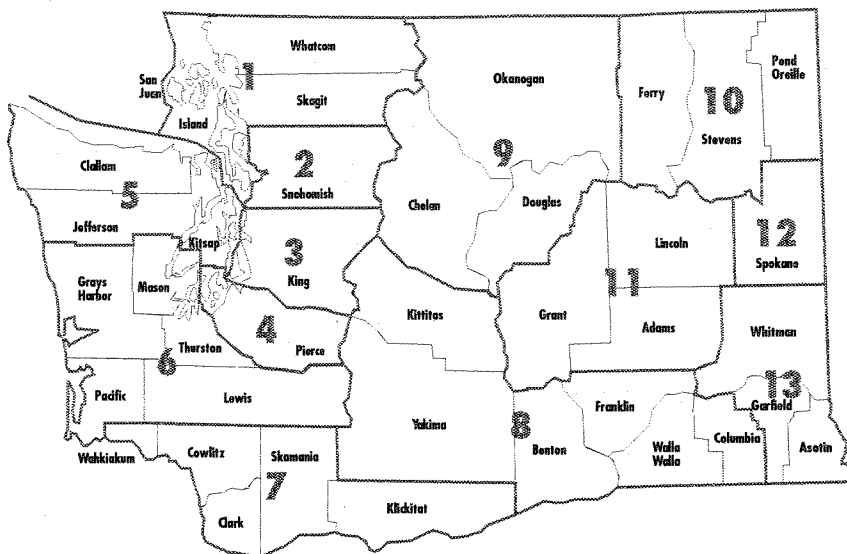 Whatcom
San
Juan
1
Skagit
Island
Okanogan
Ferry
10
Stevens
Pend
Oreille
Clallam
5
2
Snohomish
9
Chelan
Douglas
Jefferson
Kitsap
3
King
Lincoln
12
Spokane
Grays
Harbor
Mason
11
Kittitas
Grant
Adams
Whitman
4
Pierce
Thurston
6
Pacific
Lewis
Yakima
8
Franklin
13
Garfield
Wahkiakum
Cowlitz
Skamania
7
Benton
Walla
Walla
Columbia
Asotin
Clark
Klickitat